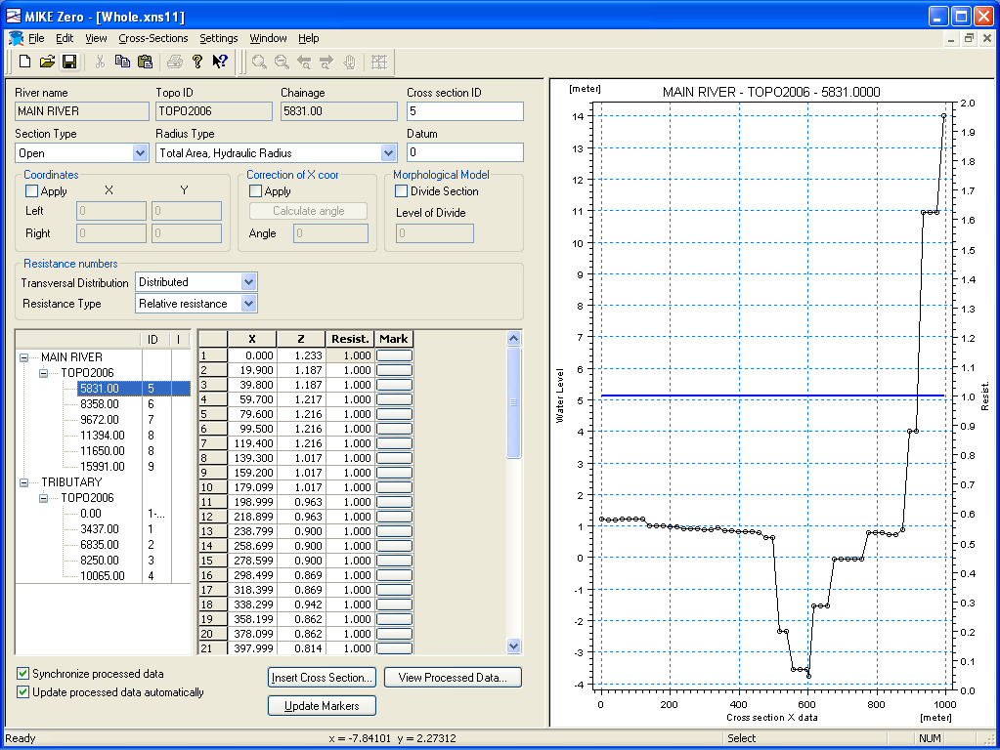 MIKE Zero - [Whole.xns11]
File Edit View Cross-Sections Settings Window Help
River name Topo ID Chainage Cross section ID
MAIN RIVER TOPO2006 5831.00 5
Section Type Radius Type Datum
Open Total Area, Hydraulic Radius 0
Coordinates Correction of X coor Morphological Model
Apply X Y Apply Divide Section
Left 0 0 Calculate angle Level of Divide
Right 0 0 Angle 0 0
Resistance numbers
Transversal Distribution Distributed
Resistance Type Relative resistance
ID I
MAIN RIVER
TOPO2006
5831.00 5
8358.00 6
9672.00 7
11394.00 8
11650.00 8
15991.00 9
TRIBUTARY
TOPO2006
0.00 1-...
3437.00 1
6835.00 2
8250.00 3
10065.00 4
X Z Resist. Mark
1 0.000 1.233 1.000
2 19.900 1.187 1.000
3 39.800 1.187 1.000
4 59.700 1.217 1.000
5 79.600 1.216 1.000
6 99.500 1.216 1.000
7 119.400 1.216 1.000
8 139.300 1.017 1.000
9 159.200 1.017 1.000
10 179.099 1.017 1.000
11 198.999 0.963 1.000
12 218.899 0.963 1.000
13 238.799 0.900 1.000
14 258.699 0.900 1.000
15 278.599 0.900 1.000
16 298.499 0.869 1.000
17 318.399 0.869 1.000
18 338.299 0.942 1.000
19 358.199 0.862 1.000
20 378.099 0.862 1.000
21 397.999 0.814 1.000
Synchronize processed data
Update processed data automatically
Insert Cross Section... View Processed Data...
Update Markers
[meter] MAIN RIVER - TOPO2006 - 5831.0000
14
13
12
11
10
9
8
7
6
5
4
3
2
1
0
-1
-2
-3
-4
Water Level
2.0
1.9
1.8
1.7
1.6
1.5
1.4
1.3
1.2
1.1
1.0
0.9
0.8
0.7
0.6
0.5
0.4
0.3
0.2
0.1
0.0
Resist.
0 200 400 600 800 1000
Cross section X data [meter]
Ready x = -7.84101 y = 2.27312 Select NUM